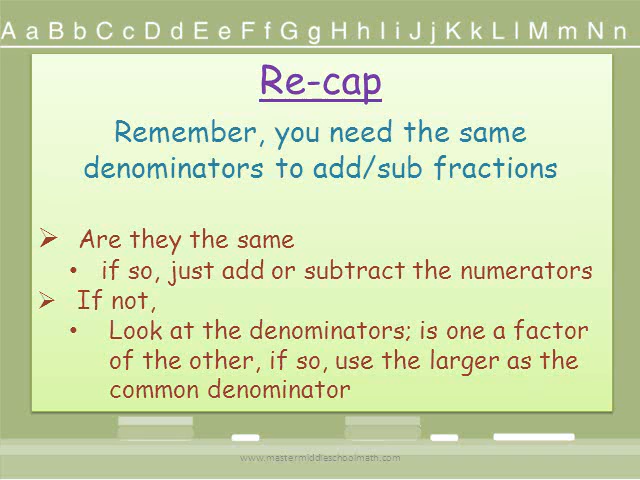 A a B b C c D d E e F f G g H h I i J j K k L l M m N n
Re-cap
Remember, you need the same
denominators to add/sub fractions
➢ Are they the same
• if so, just add or subtract the numerators
➢ If not,
• Look at the denominators; is one a factor
of the other, if so, use the larger as the
common denominator
www.mastermiddleschoolmath.com